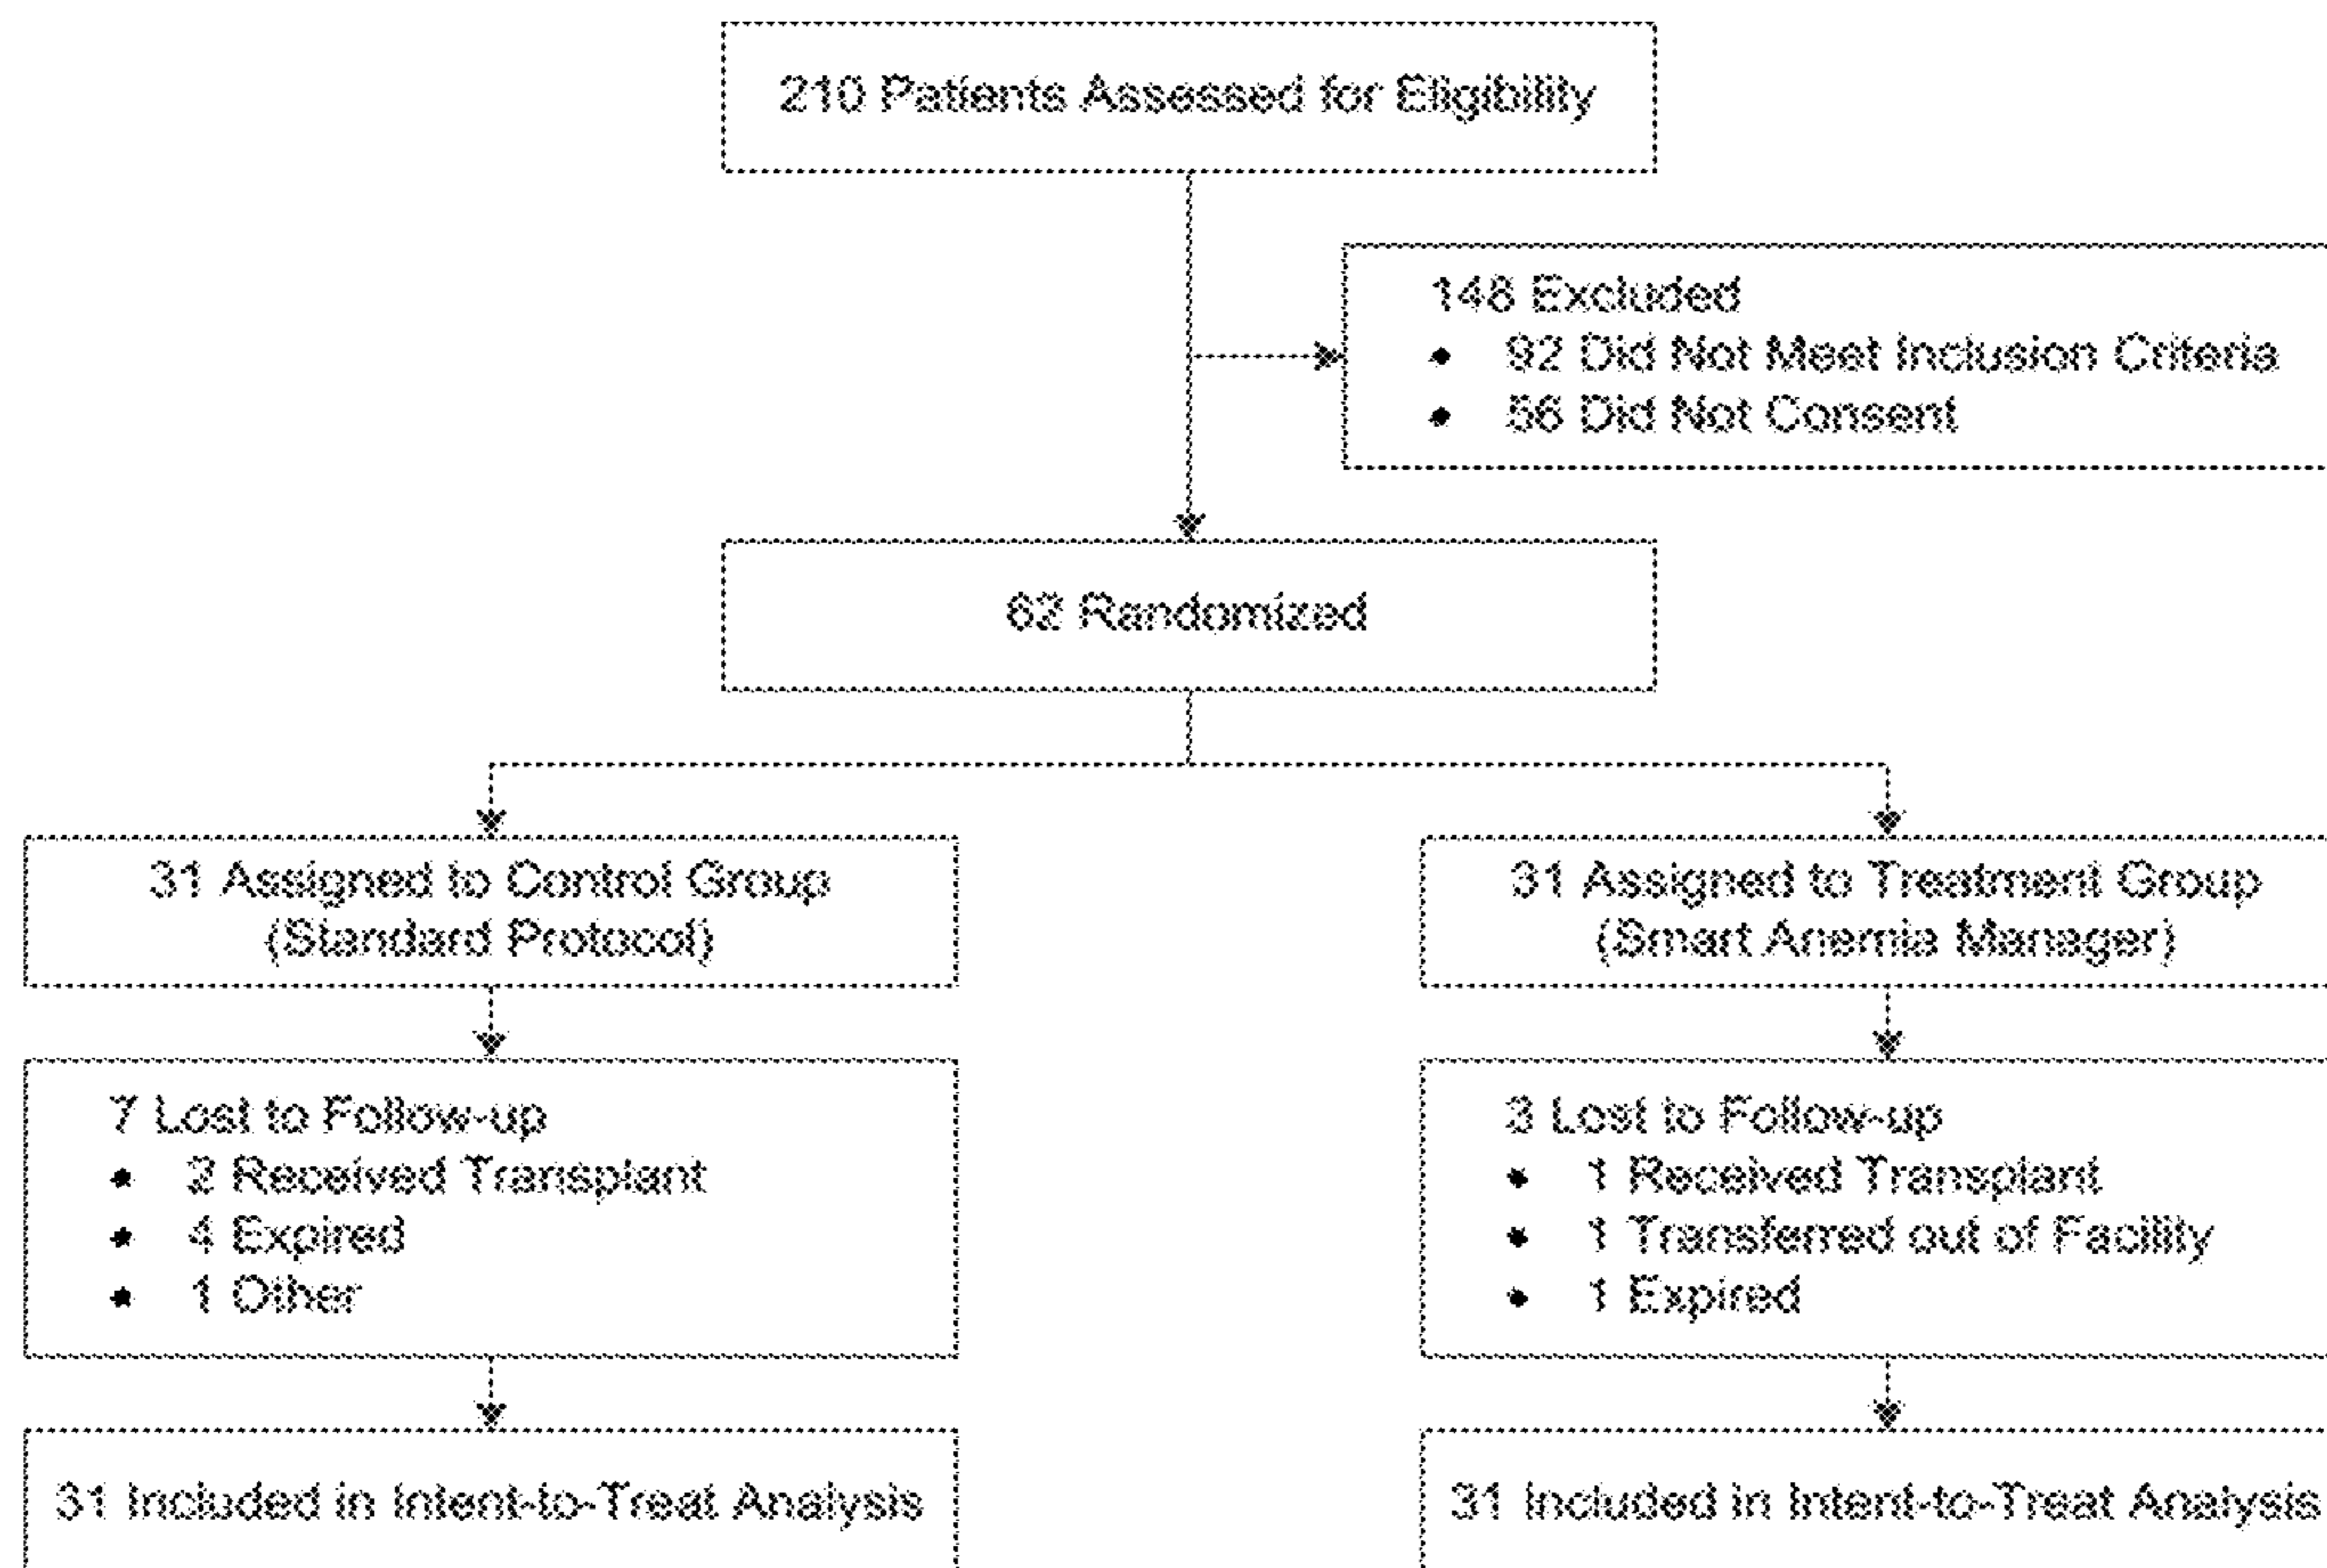 210 Patients Assessed for Eligibility
148 Excluded
• 92 Did Not Meet Inclusion Criteria
• 56 Did Not Consent
62 Randomized
31 Assigned to Control Group
(Standard Protocol)
31 Assigned to Treatment Group
(Smart Anemia Manager)
7 Lost to Follow-up
• 2 Received Transplant
• 4 Expired
• 1 Other
3 Lost to Follow-up
• 1 Received Transplant
• 1 Transferred out of Facility
• 1 Expired
31 Included in Intent-to-Treat Analysis
31 Included in Intent-to-Treat Analysis